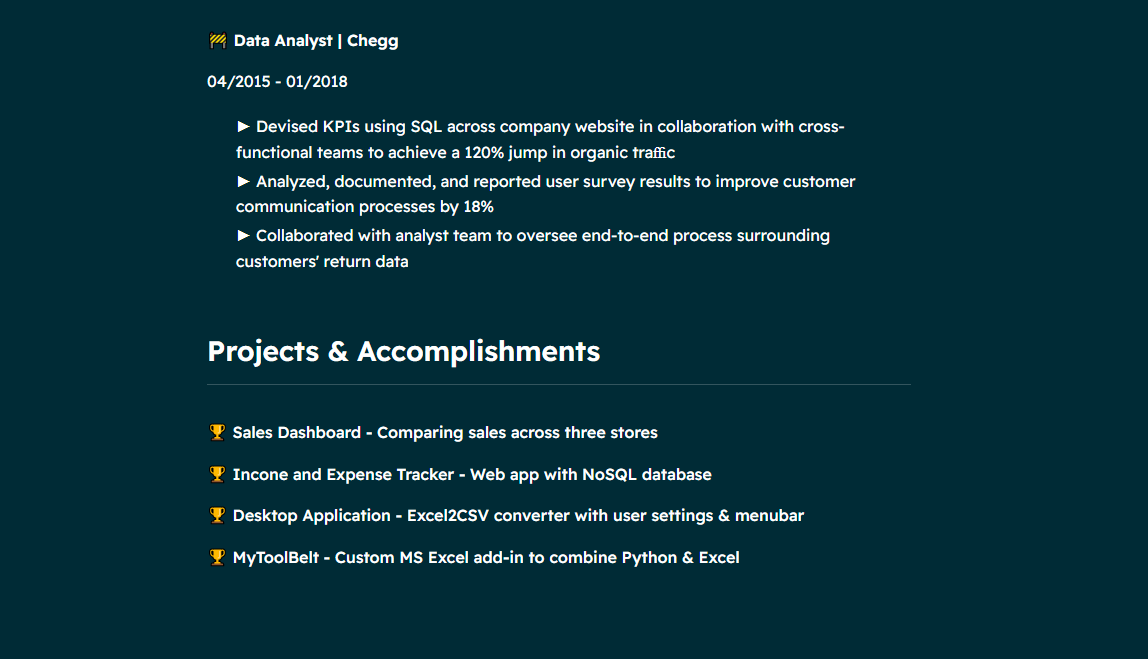 🚧 Data Analyst | Chegg
04/2015 - 01/2018
► Devised KPIs using SQL across company website in collaboration with cross-
functional teams to achieve a 120% jump in organic traffic
► Analyzed, documented, and reported user survey results to improve customer
communication processes by 18%
► Collaborated with analyst team to oversee end-to-end process surrounding
customers' return data
Projects & Accomplishments
🏆 Sales Dashboard - Comparing sales across three stores
🏆 Incone and Expense Tracker - Web app with NoSQL database
🏆 Desktop Application - Excel2CSV converter with user settings & menubar
🏆 MyToolBelt - Custom MS Excel add-in to combine Python & Excel